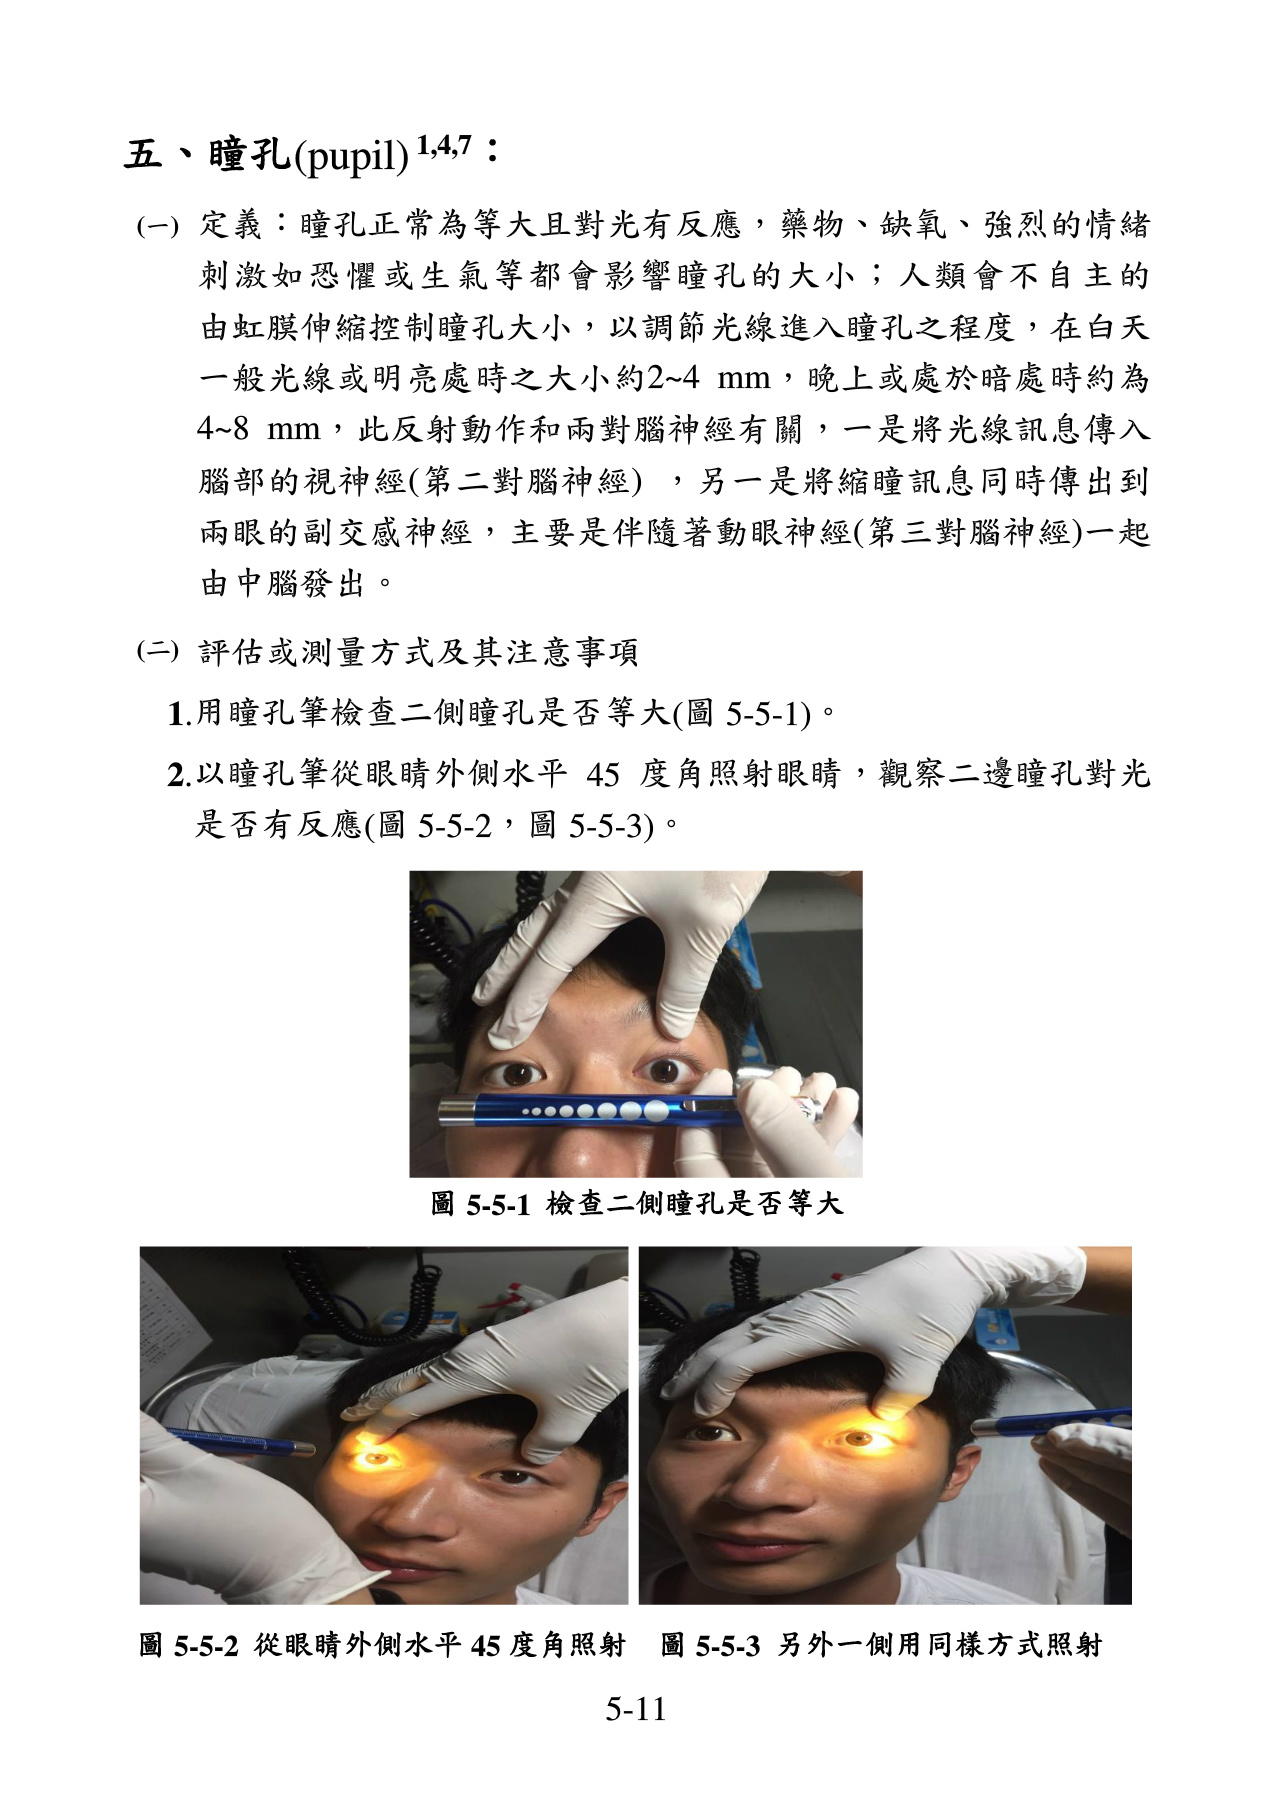 五、瞳孔(pupil) 1,4,7：
(一) 定義：瞳孔正常為等大且對光有反應，藥物、缺氧、強烈的情緒
刺激如恐懼或生氣等都會影響瞳孔的大小；人類會不自主的
由虹膜伸縮控制瞳孔大小，以調節光線進入瞳孔之程度，在白天
一般光線或明亮處時之大小約2~4 mm，晚上或處於暗處時約為
4~8 mm，此反射動作和兩對腦神經有關，一是將光線訊息傳入
腦部的視神經(第二對腦神經) ，另一是將縮瞳訊息同時傳出到
兩眼的副交感神經，主要是伴隨著動眼神經(第三對腦神經)一起
由中腦發出。
(二) 評估或測量方式及其注意事項
1.用瞳孔筆檢查二側瞳孔是否等大(圖 5-5-1)。
2.以瞳孔筆從眼睛外側水平 45 度角照射眼睛，觀察二邊瞳孔對光
是否有反應(圖 5-5-2，圖 5-5-3)。
圖 5-5-1 檢查二側瞳孔是否等大
圖 5-5-2 從眼睛外側水平 45 度角照射
圖 5-5-3 另外一側用同樣方式照射
5-11